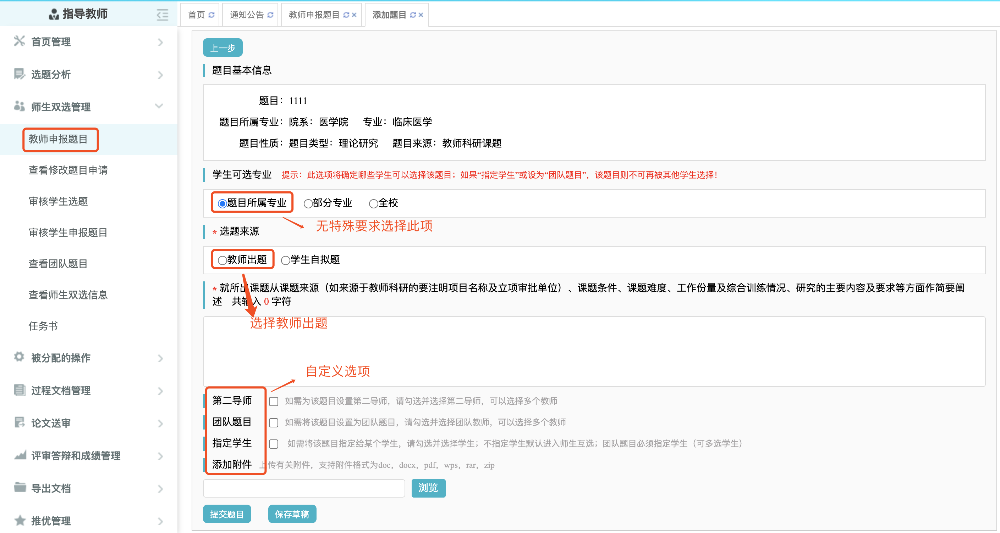 指导教师
首页
通知公告
教师申报题目
添加题目
首页管理
选题分析
师生双选管理
教师申报题目
查看修改题目申请
审核学生选题
审核学生申报题目
查看团队题目
查看师生双选信息
任务书
被分配的操作
过程文档管理
论文送审
评审答辩和成绩管理
导出文档
推优管理
上一步
题目基本信息
题目：1111
题目所属专业：院系：医学院 专业：临床医学
题目性质：题目类型：理论研究 题目来源：教师科研课题
学生可选专业 提示：此选项将确定哪些学生可以选择该题目；如果“指定学生”或设为“团队题目”，该题目则不可再被其他学生选择！
题目所属专业 部分专业 全校
无特殊要求选择此项
* 选题来源
教师出题 学生自拟题
* 就所出课题从课题来源（如来源于教师科研的要注明项目名称及立项审批单位）、课题条件、课题难度、工作份量及综合训练情况、研究的主要内容及要求等方面作简要阐
述 共输入 0 字符
选择教师出题
自定义选项
第二导师 如需为该题目设置第二导师，请勾选并选择第二导师，可以选择多个教师
团队题目 如需将该题目设置为团队题目，请勾选并选择团队教师，可以选择多个教师
指定学生 如需将该题目指定给某个学生，请勾选并选择学生；不指定学生默认进入师生互选；团队题目必须指定学生（可多选学生）
添加附件 上传有关附件，支持附件格式为doc，docx，pdf，wps，rar，zip
浏览
提交题目 保存草稿